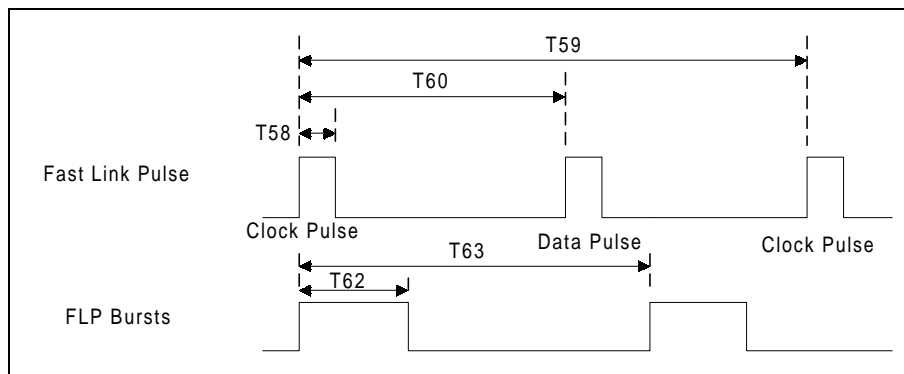 T59
T60
T58
Fast Link Pulse
Clock Pulse
Data Pulse
Clock Pulse
T63
T62
FLP Bursts